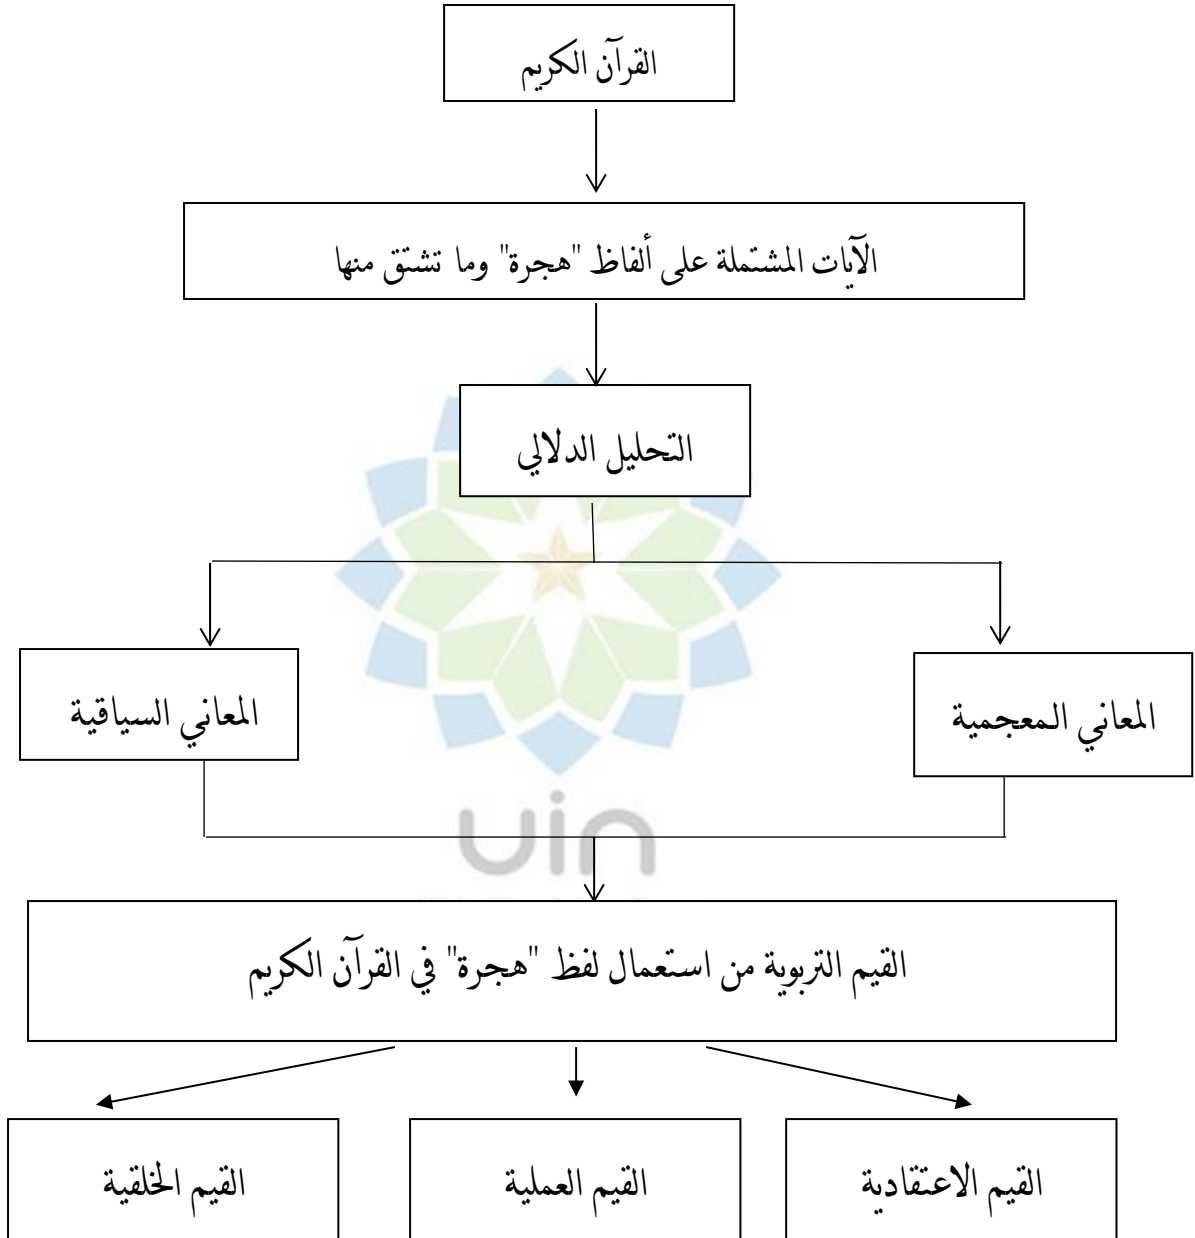 القرآن الكريم
الآيات المشتملة على ألفاظ "هجرة" وما تشتق منها
التحليل الدلالي
المعاني المعجمية
المعاني السياقية
uin
القيم التربوية من استعمال لفظ "هجرة" في القرآن الكريم
القيم الاعتقادية
القيم العملية
القيم الخلقية